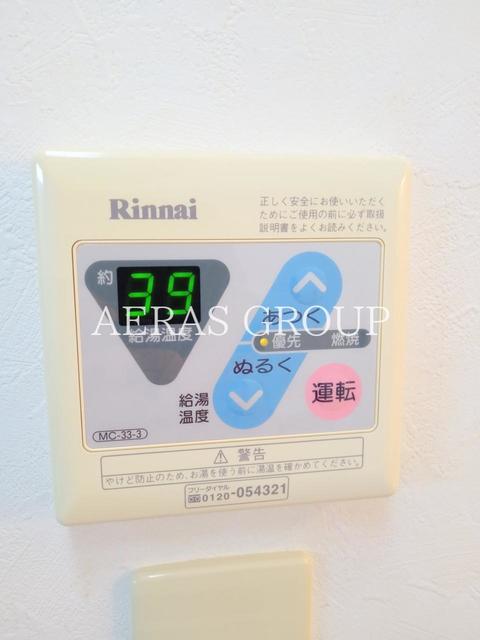 Rinnai
正しく安全にお使いいただく
ためにご使用の前に必ず取扱
説明書をよくお読みください。
約
39
給湯温度
AERAS GROUP
あつく
優先 燃焼
ぬるく
給湯
温度
運転
MC-33-3
⚠ 警告
やけど防止のため、お湯を使う前に湯温を確かめてください。
フリーダイヤル
0120-054321